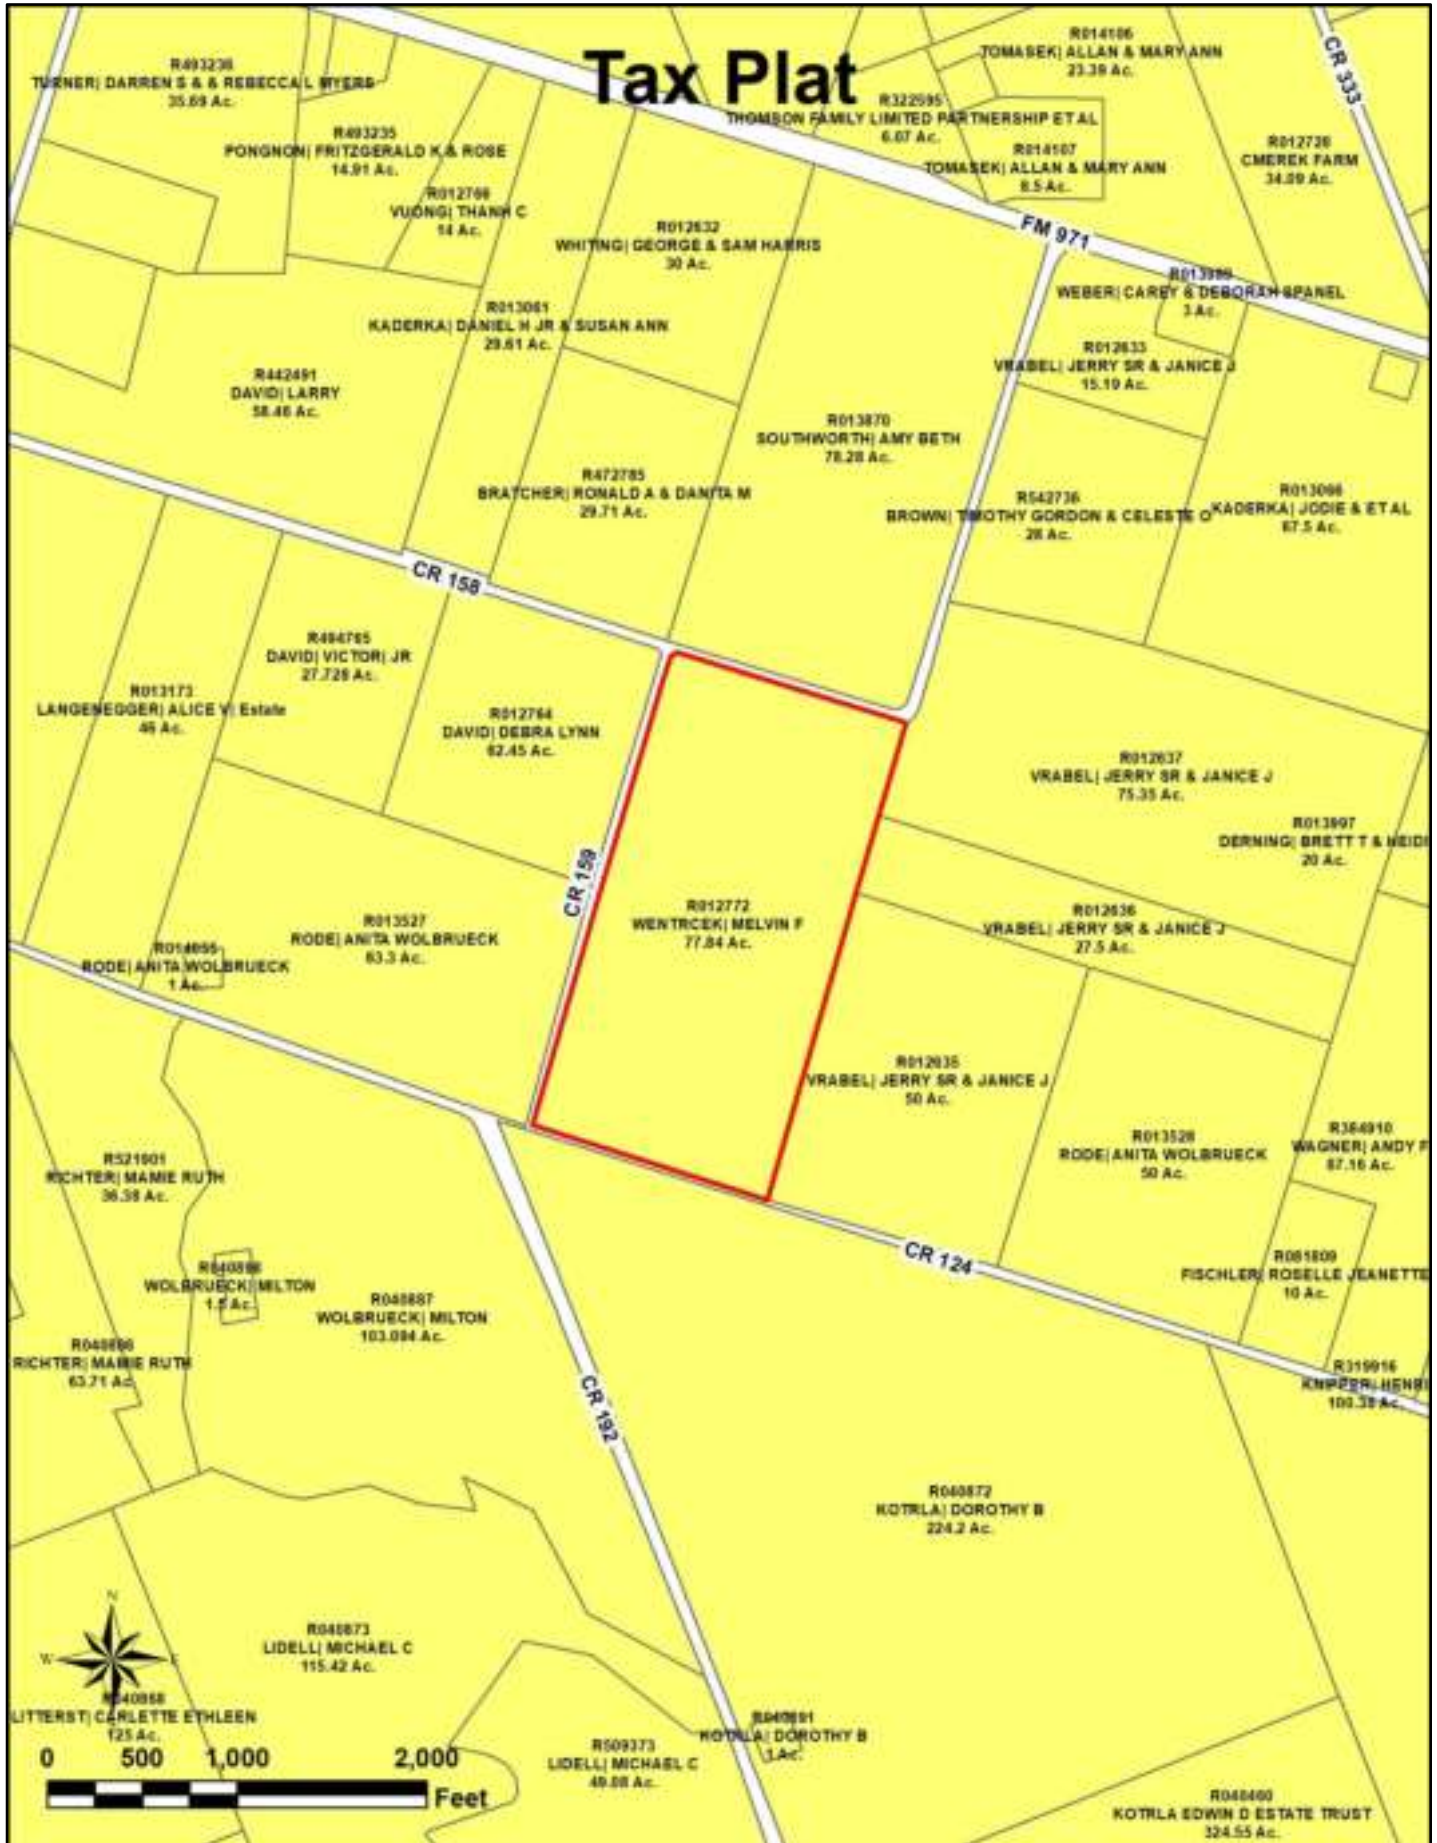 Tax Plat
R014106
TOMASEK| ALLAN & MARY ANN
23.39 Ac.
CR 333
R493236
TURNER| DARREN S & & REBECCA L MYERS
35.69 Ac.
R322595
THOMSON FAMILY LIMITED PARTNERSHIP ET AL
6.07 Ac.
R493235
PONGNON| FRITZGERALD K & ROSE
14.91 Ac.
R014107
TOMASEK| ALLAN & MARY ANN
8.5 Ac.
R012726
CMEREK FARM
34.09 Ac.
R012766
VUONG| THANH C
14 Ac.
R012632
WHITING| GEORGE & SAM HARRIS
30 Ac.
FM 971
WEBER| CAREY & DEBORAH SPANEL
3 Ac.
R013061
KADERKA| DANIEL H JR & SUSAN ANN
29.61 Ac.
R012633
VRABEL| JERRY SR & JANICE J
15.19 Ac.
R442491
DAVID| LARRY
58.46 Ac.
R013870
SOUTHWORTH| AMY BETH
78.28 Ac.
R472785
BRATCHER| RONALD A & DANITA M
29.71 Ac.
R542736
BROWN| TIMOTHY GORDON & CELESTE O
28 Ac.
R013066
KADERKA| JODIE & ET AL
67.5 Ac.
CR 158
R494765
DAVID| VICTOR| JR
27.726 Ac.
R013173
LANGENEGGER| ALICE V| Estate
46 Ac.
R012764
DAVID| DEBRA LYNN
62.45 Ac.
R012637
VRABEL| JERRY SR & JANICE J
75.35 Ac.
R013997
DERNING| BRETT T & HEIDI
20 Ac.
CR 159
R012772
WENTRCEK| MELVIN F
77.84 Ac.
R012636
VRABEL| JERRY SR & JANICE J
27.5 Ac.
R013527
RODE| ANITA WOLBRUECK
63.3 Ac.
RODE| ANITA WOLBRUECK
1 Ac.
R012635
VRABEL| JERRY SR & JANICE J
50 Ac.
R013528
RODE| ANITA WOLBRUECK
50 Ac.
R384910
WAGNER| ANDY F
67.16 Ac.
R521901
RICHTER| MAMIE RUTH
36.38 Ac.
CR 124
R081809
FISCHLER| ROSELLE JEANETTE
10 Ac.
WOLBRUECK| MILTON
1.5 Ac.
R040887
WOLBRUECK| MILTON
103.094 Ac.
R040886
RICHTER| MAMIE RUTH
63.71 Ac.
R319916
KNIPPER| HENRI
100.38 Ac.
CR 192
R040872
KOTRLA| DOROTHY B
224.2 Ac.
N
W
E
R040873
LIDELL| MICHAEL C
115.42 Ac.
LITTERST| CARLETTE ETHLEEN
125 Ac.
KOTRLA| DOROTHY B
1 Ac.
R509373
LIDELL| MICHAEL C
49.08 Ac.
0 500 1,000 2,000
Feet
R040460
KOTRLA EDWIN D ESTATE TRUST
324.55 Ac.